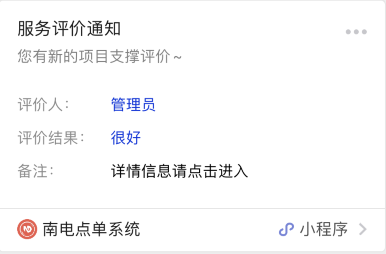 服务评价通知
您有新的项目支撑评价~
评价人： 管理员
评价结果： 很好
备注： 详情信息请点击进入
南电点单系统 小程序